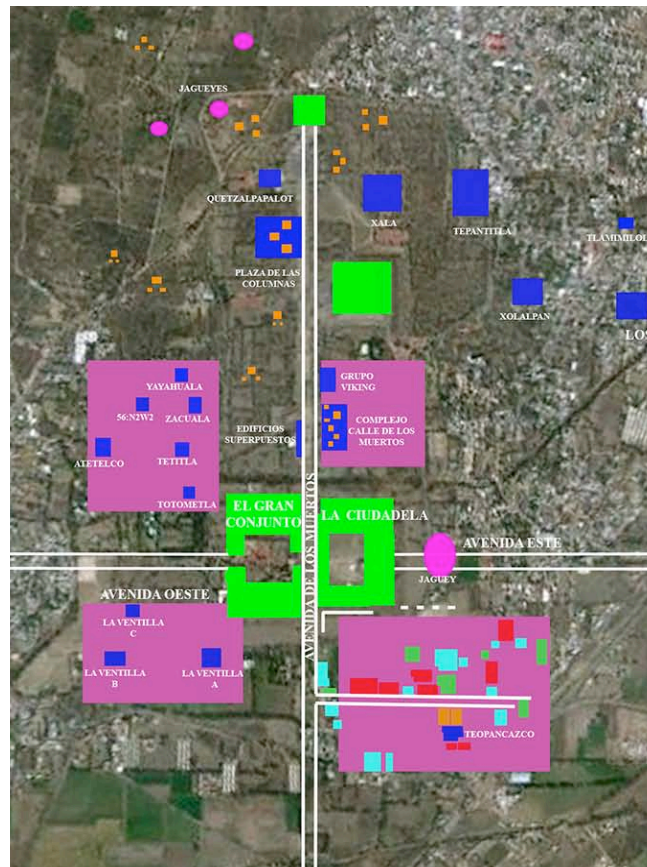 JAGUEYES
QUETZALPAPALOT
XALA
TEPANTITLA
TLAMIMILOL
PLAZA DE LAS
COLUMNAS
XOLALPAN
LOS
YAYAHUALA
GRUPO
VIKING
56:N2W2
ZACUALA
EDIFICIOS
SUPERPUESTOS
COMPLEJO
CALLE DE LOS
MUERTOS
ATETELCO
TETITLA
TOTOMETLA
EL GRAN
CONJUNTO
LA CIUDADELA
AVENIDA DE LOS MUERTOS
AVENIDA ESTE
JAGUEY
AVENIDA OESTE
LA VENTILLA
C
LA VENTILLA
B
LA VENTILLA
A
TEOPANCAZCO